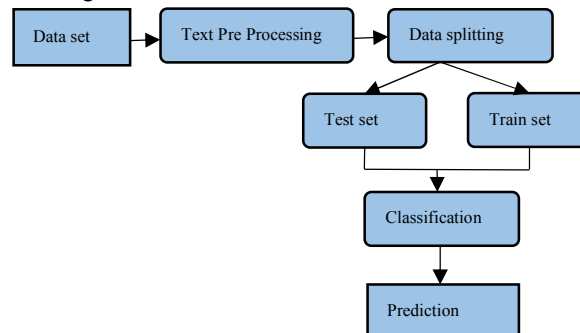 Data set
Text Pre Processing
Data splitting
Test set
Train set
Classification
Prediction